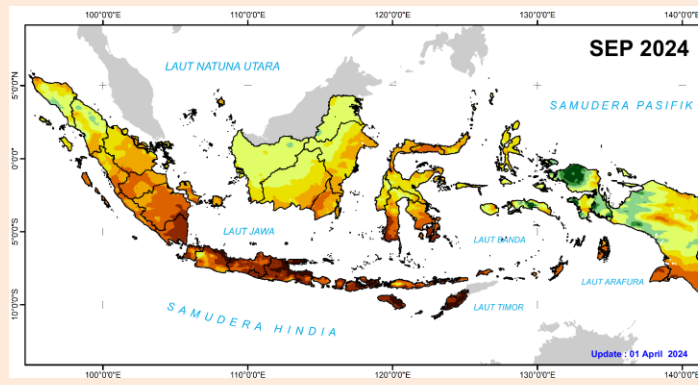 100°0'0"E 110°0'0"E 120°0'0"E 130°0'0"E 140°0'0"E
SEP 2024
LAUT NATUNA UTARA
5°0'0"N
SAMUDERA PASIFIK
0°0'0"
LAUT JAWA
LAUT BANDA
5°0'0"S
LAUT ARAFURA
LAUT TIMOR
10°0'0"S
SAMUDERA HINDIA
Update : 01 April 2024
100°0'0"E 110°0'0"E 120°0'0"E 130°0'0"E 140°0'0"E